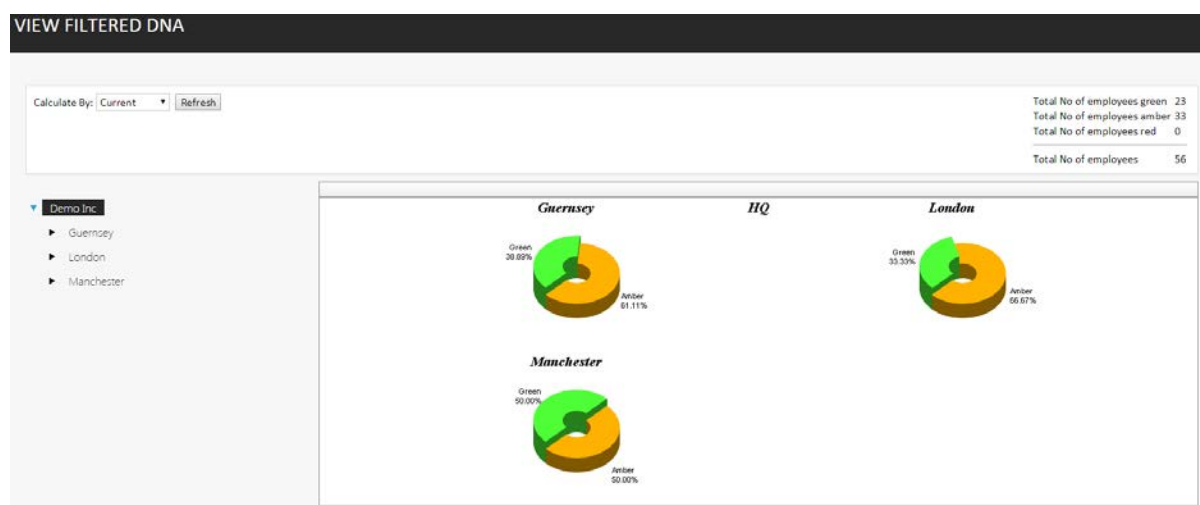 VIEW FILTERED DNA
Calculate By: Current Refresh
Total No of employees green 23
Total No of employees amber 33
Total No of employees red 0
Total No of employees 56
Demo Inc
Guernsey
London
Manchester
Guernsey HQ London
Green
38.89%
Amber
61.11%
Green
33.33%
Amber
66.67%
Manchester
Green
50.00%
Amber
50.00%